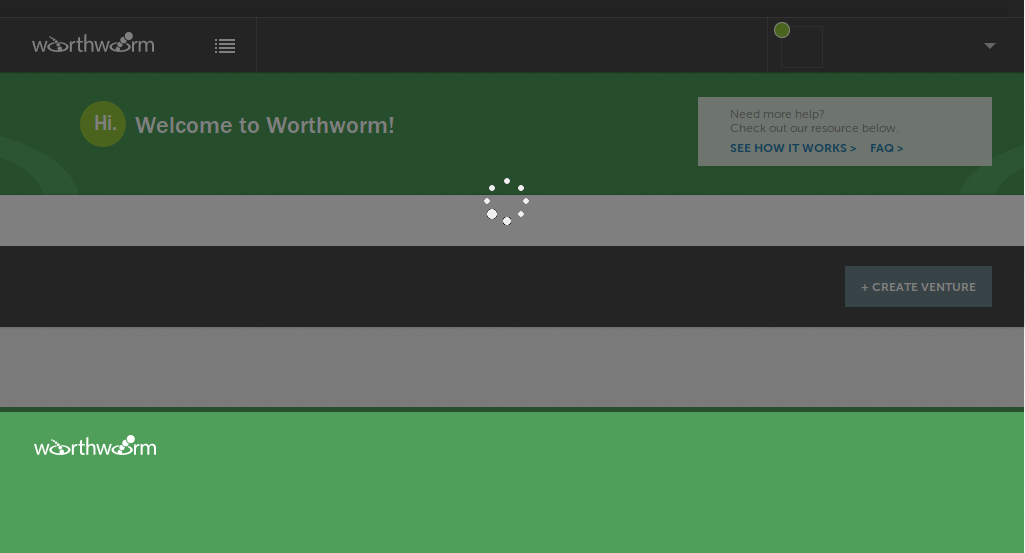 worthworm
Hi. Welcome to Worthworm!
Need more help?
Check out our resource below.
SEE HOW IT WORKS > FAQ >
+ CREATE VENTURE
worthworm